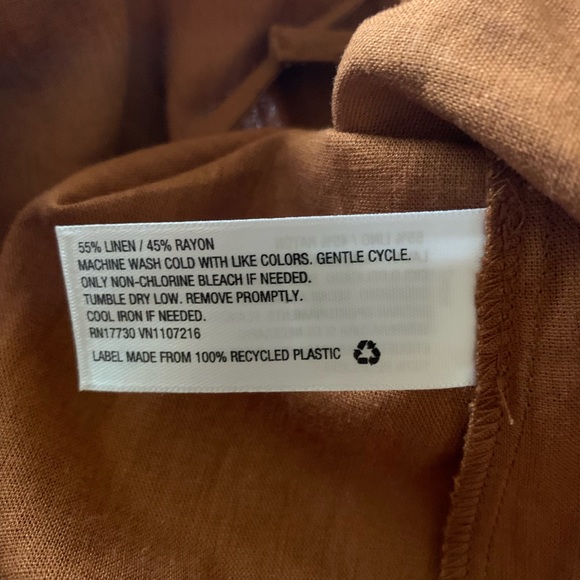 55% LINEN / 45% RAYON
MACHINE WASH COLD WITH LIKE COLORS. GENTLE CYCLE.
ONLY NON-CHLORINE BLEACH IF NEEDED.
TUMBLE DRY LOW. REMOVE PROMPTLY.
COOL IRON IF NEEDED.
RN17730 VN1107216
LABEL MADE FROM 100% RECYCLED PLASTIC